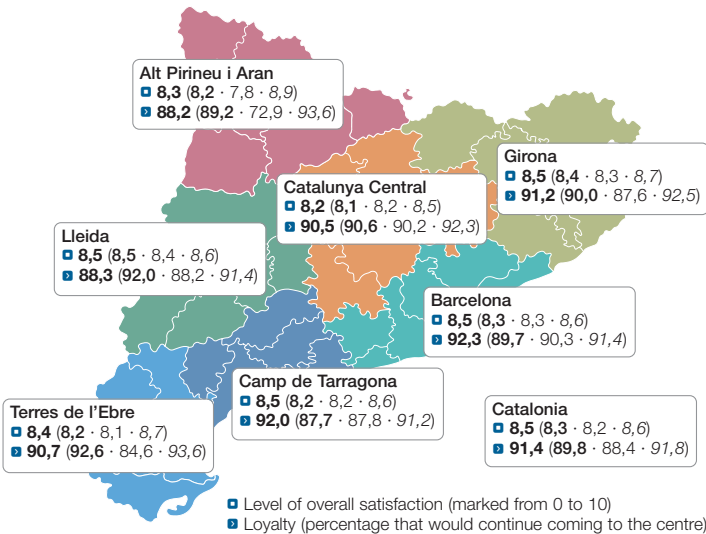 Alt Pirineu i Aran
8,3 (8,2 · 7,8 · 8,9)
88,2 (89,2 · 72,9 · 93,6)
Girona
8,5 (8,4 · 8,3 · 8,7)
91,2 (90,0 · 87,6 · 92,5)
Catalunya Central
8,2 (8,1 · 8,2 · 8,5)
90,5 (90,6 · 90,2 · 92,3)
Lleida
8,5 (8,5 · 8,4 · 8,6)
88,3 (92,0 · 88,2 · 91,4)
Barcelona
8,5 (8,3 · 8,3 · 8,6)
92,3 (89,7 · 90,3 · 91,4)
Camp de Tarragona
8,5 (8,2 · 8,2 · 8,6)
92,0 (87,7 · 87,8 · 91,2)
Terres de l'Ebre
8,4 (8,2 · 8,1 · 8,7)
90,7 (92,6 · 84,6 · 93,6)
Catalonia
8,5 (8,3 · 8,2 · 8,6)
91,4 (89,8 · 88,4 · 91,8)
Level of overall satisfaction (marked from 0 to 10)
Loyalty (percentage that would continue coming to the centre)